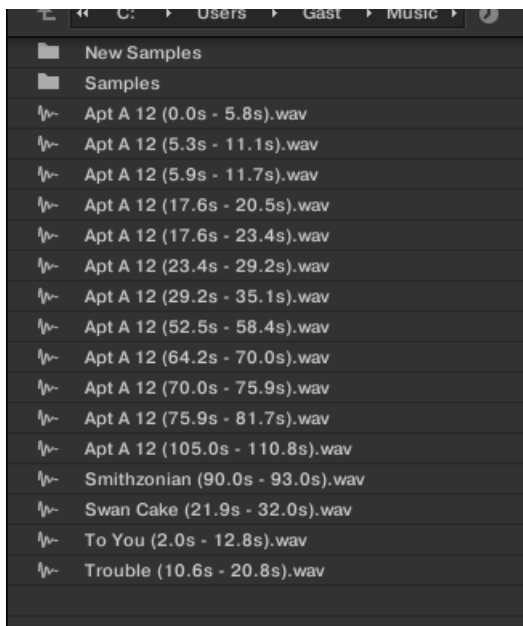 C: Users Gast Music
New Samples
Samples
Apt A 12 (0.0s - 5.8s).wav
Apt A 12 (5.3s - 11.1s).wav
Apt A 12 (5.9s - 11.7s).wav
Apt A 12 (17.6s - 20.5s).wav
Apt A 12 (17.6s - 23.4s).wav
Apt A 12 (23.4s - 29.2s).wav
Apt A 12 (29.2s - 35.1s).wav
Apt A 12 (52.5s - 58.4s).wav
Apt A 12 (64.2s - 70.0s).wav
Apt A 12 (70.0s - 75.9s).wav
Apt A 12 (75.9s - 81.7s).wav
Apt A 12 (105.0s - 110.8s).wav
Smithzonian (90.0s - 93.0s).wav
Swan Cake (21.9s - 32.0s).wav
To You (2.0s - 12.8s).wav
Trouble (10.6s - 20.8s).wav